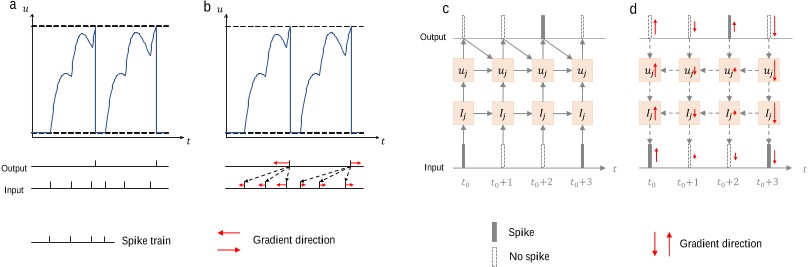 a
u
t
Output
Input
Spike train
b
u
t
Gradient direction
c
Output
u_j u_j u_j u_j
I_j I_j I_j I_j
Input
t
t_0 t_0+1 t_0+2 t_0+3
Spike
No spike
d
u_j u_j u_j u_j
I_j I_j I_j I_j
t
t_0 t_0+1 t_0+2 t_0+3
Gradient direction